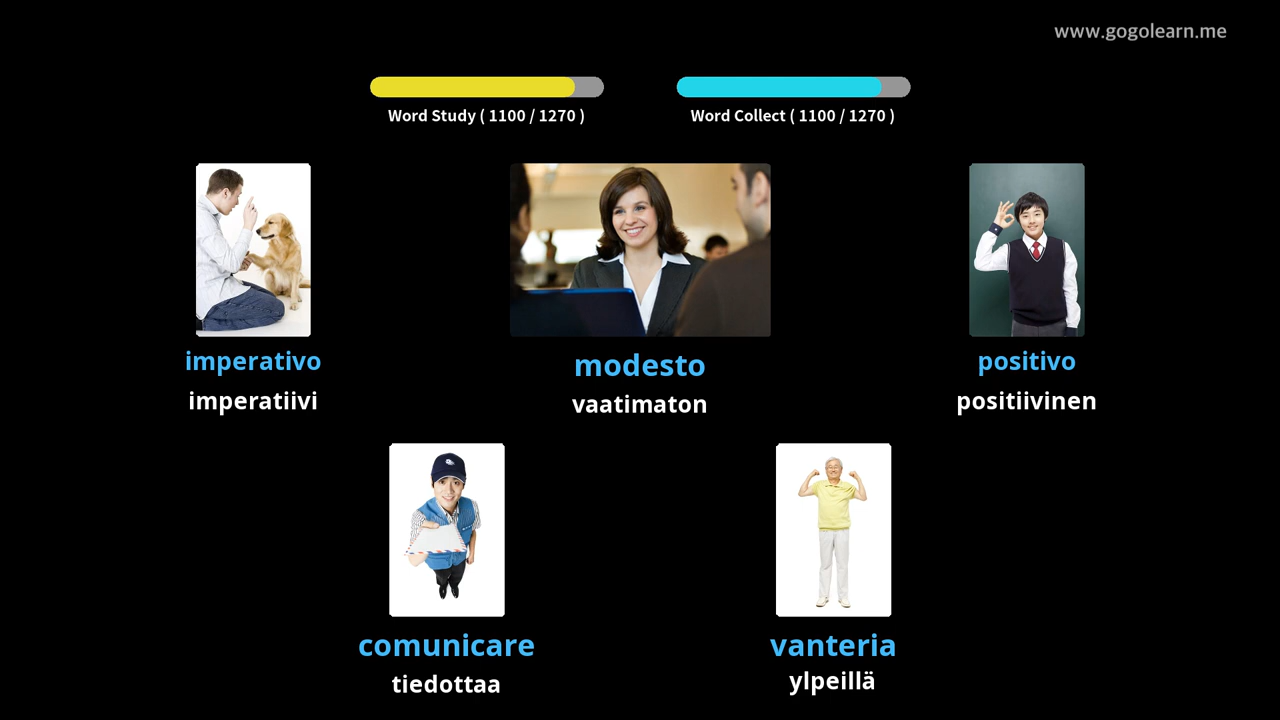 www.gogolearn.me
Word Study ( 1100 / 1270 )
Word Collect ( 1100 / 1270 )
imperativo
imperatiivi
modesto
vaatimaton
positivo
positiivinen
comunicare
tiedottaa
vanteria
ylpeillä